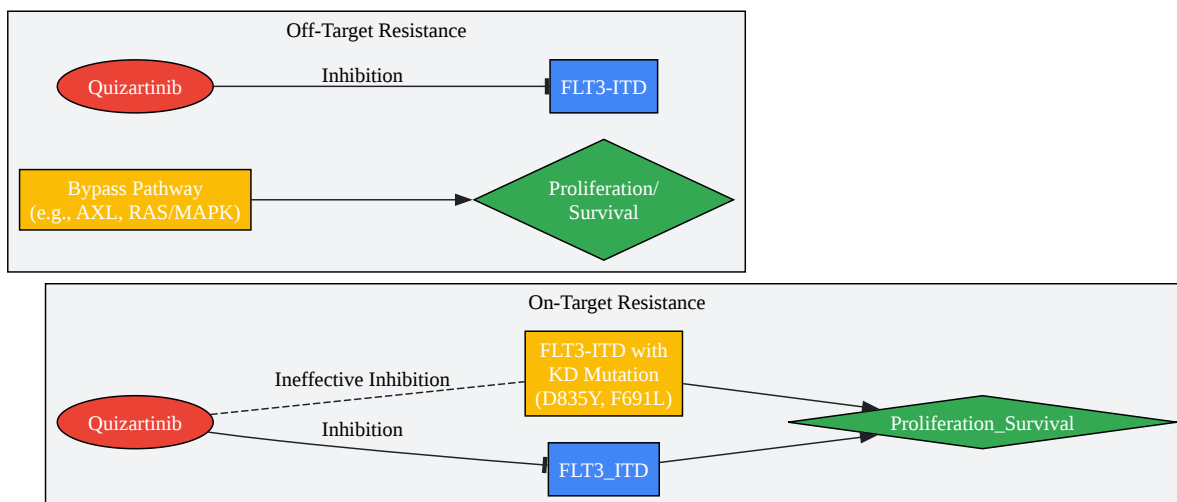 Off-Target Resistance
Quizartinib
Inhibition
FLT3-ITD
Bypass Pathway
(e.g., AXL, RAS/MAPK)
Proliferation/
Survival
On-Target Resistance
Quizartinib
Ineffective Inhibition
FLT3-ITD with
KD Mutation
(D835Y, F691L)
Inhibition
FLT3_ITD
Proliferation_Survival